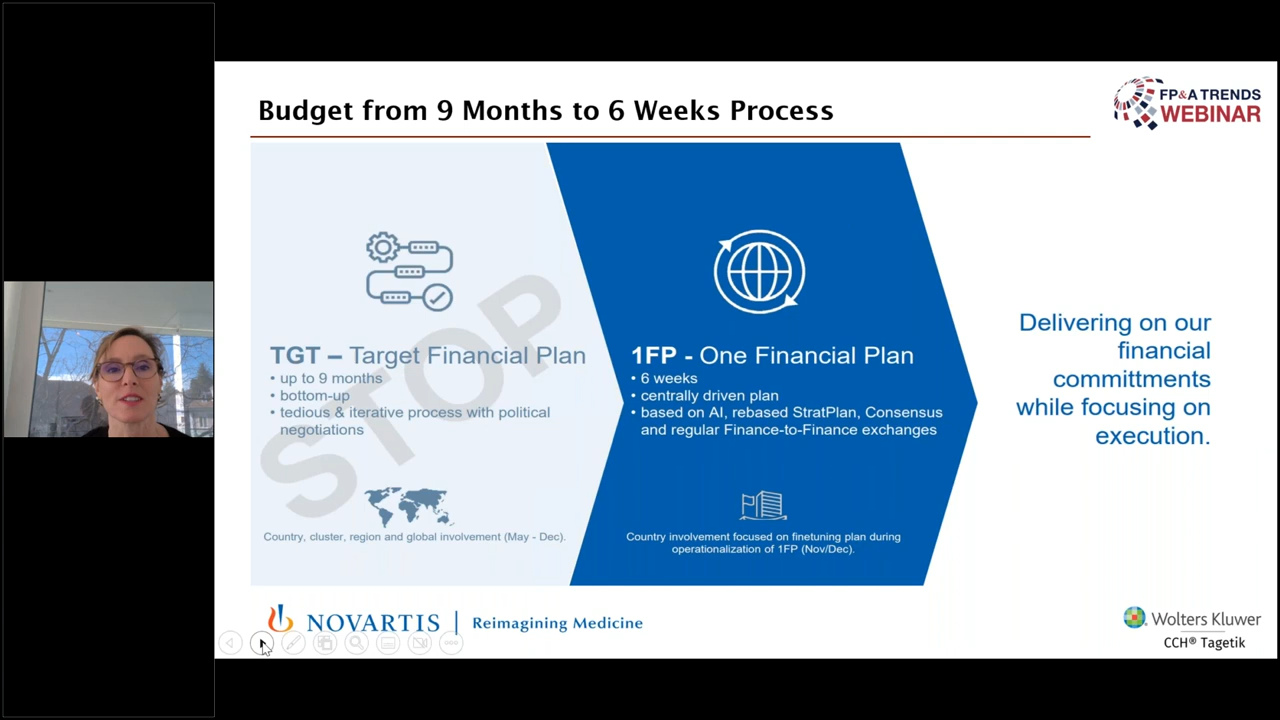 Budget from 9 Months to 6 Weeks Process
FP&A TRENDS
WEBINAR
STOP
TGT – Target Financial Plan
• up to 9 months
• bottom-up
• tedious & iterative process with political
negotiations
Country, cluster, region and global involvement (May - Dec).
1FP - One Financial Plan
• 6 weeks
• centrally driven plan
• based on AI, rebased StratPlan, Consensus
and regular Finance-to-Finance exchanges
Country involvement focused on finetuning plan during
operationalization of 1FP (Nov/Dec).
Delivering on our
financial
committments
while focusing on
execution.
NOVARTIS | Reimagining Medicine
Wolters Kluwer
CCH® Tagetik